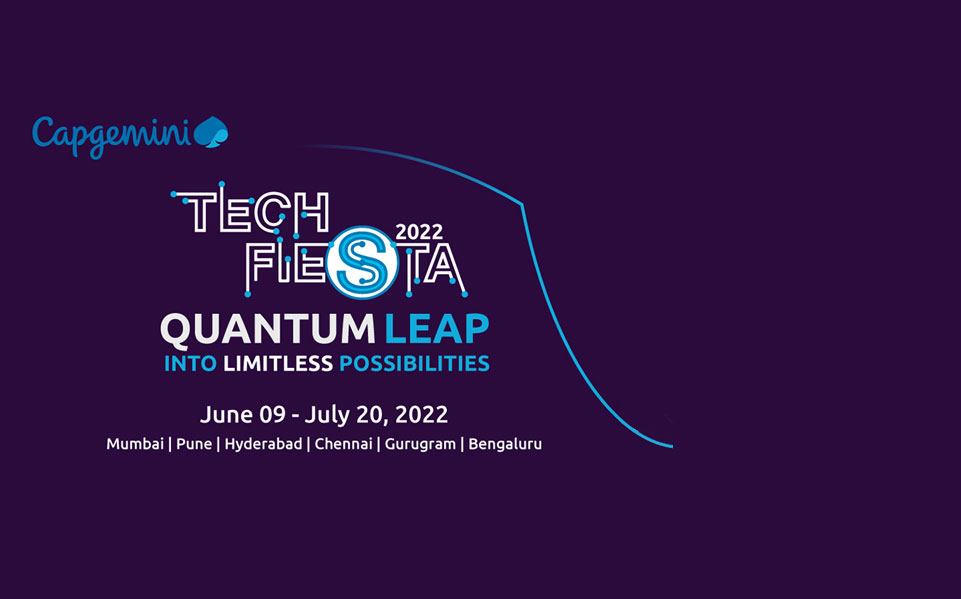 Capgemini
TECH
FIESTA 2022
QUANTUM LEAP
INTO LIMITLESS POSSIBILITIES
June 09 - July 20, 2022
Mumbai | Pune | Hyderabad | Chennai | Gurugram | Bengaluru